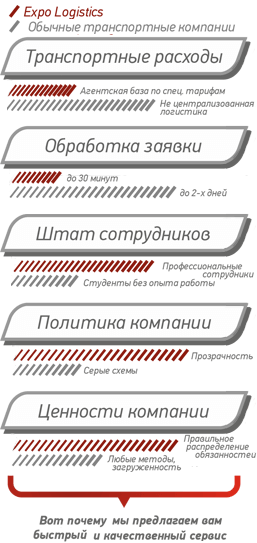 Expo Logistics
Обычные транспортные компании
Транспортные расходы
Агентская база по спец. тарифам
Не централизованная
логистика
Обработка заявки
до 30 минут
до 2-х дней
Штат сотрудников
Профессиональные
сотрудники
Студенты без опыта работы
Политика компании
Прозрачность
Серые схемы
Ценности компании
Правильное
распределение
обязанностей
Любые методы,
загруженность
Вот почему мы предлагаем вам
быстрый и качественный сервис